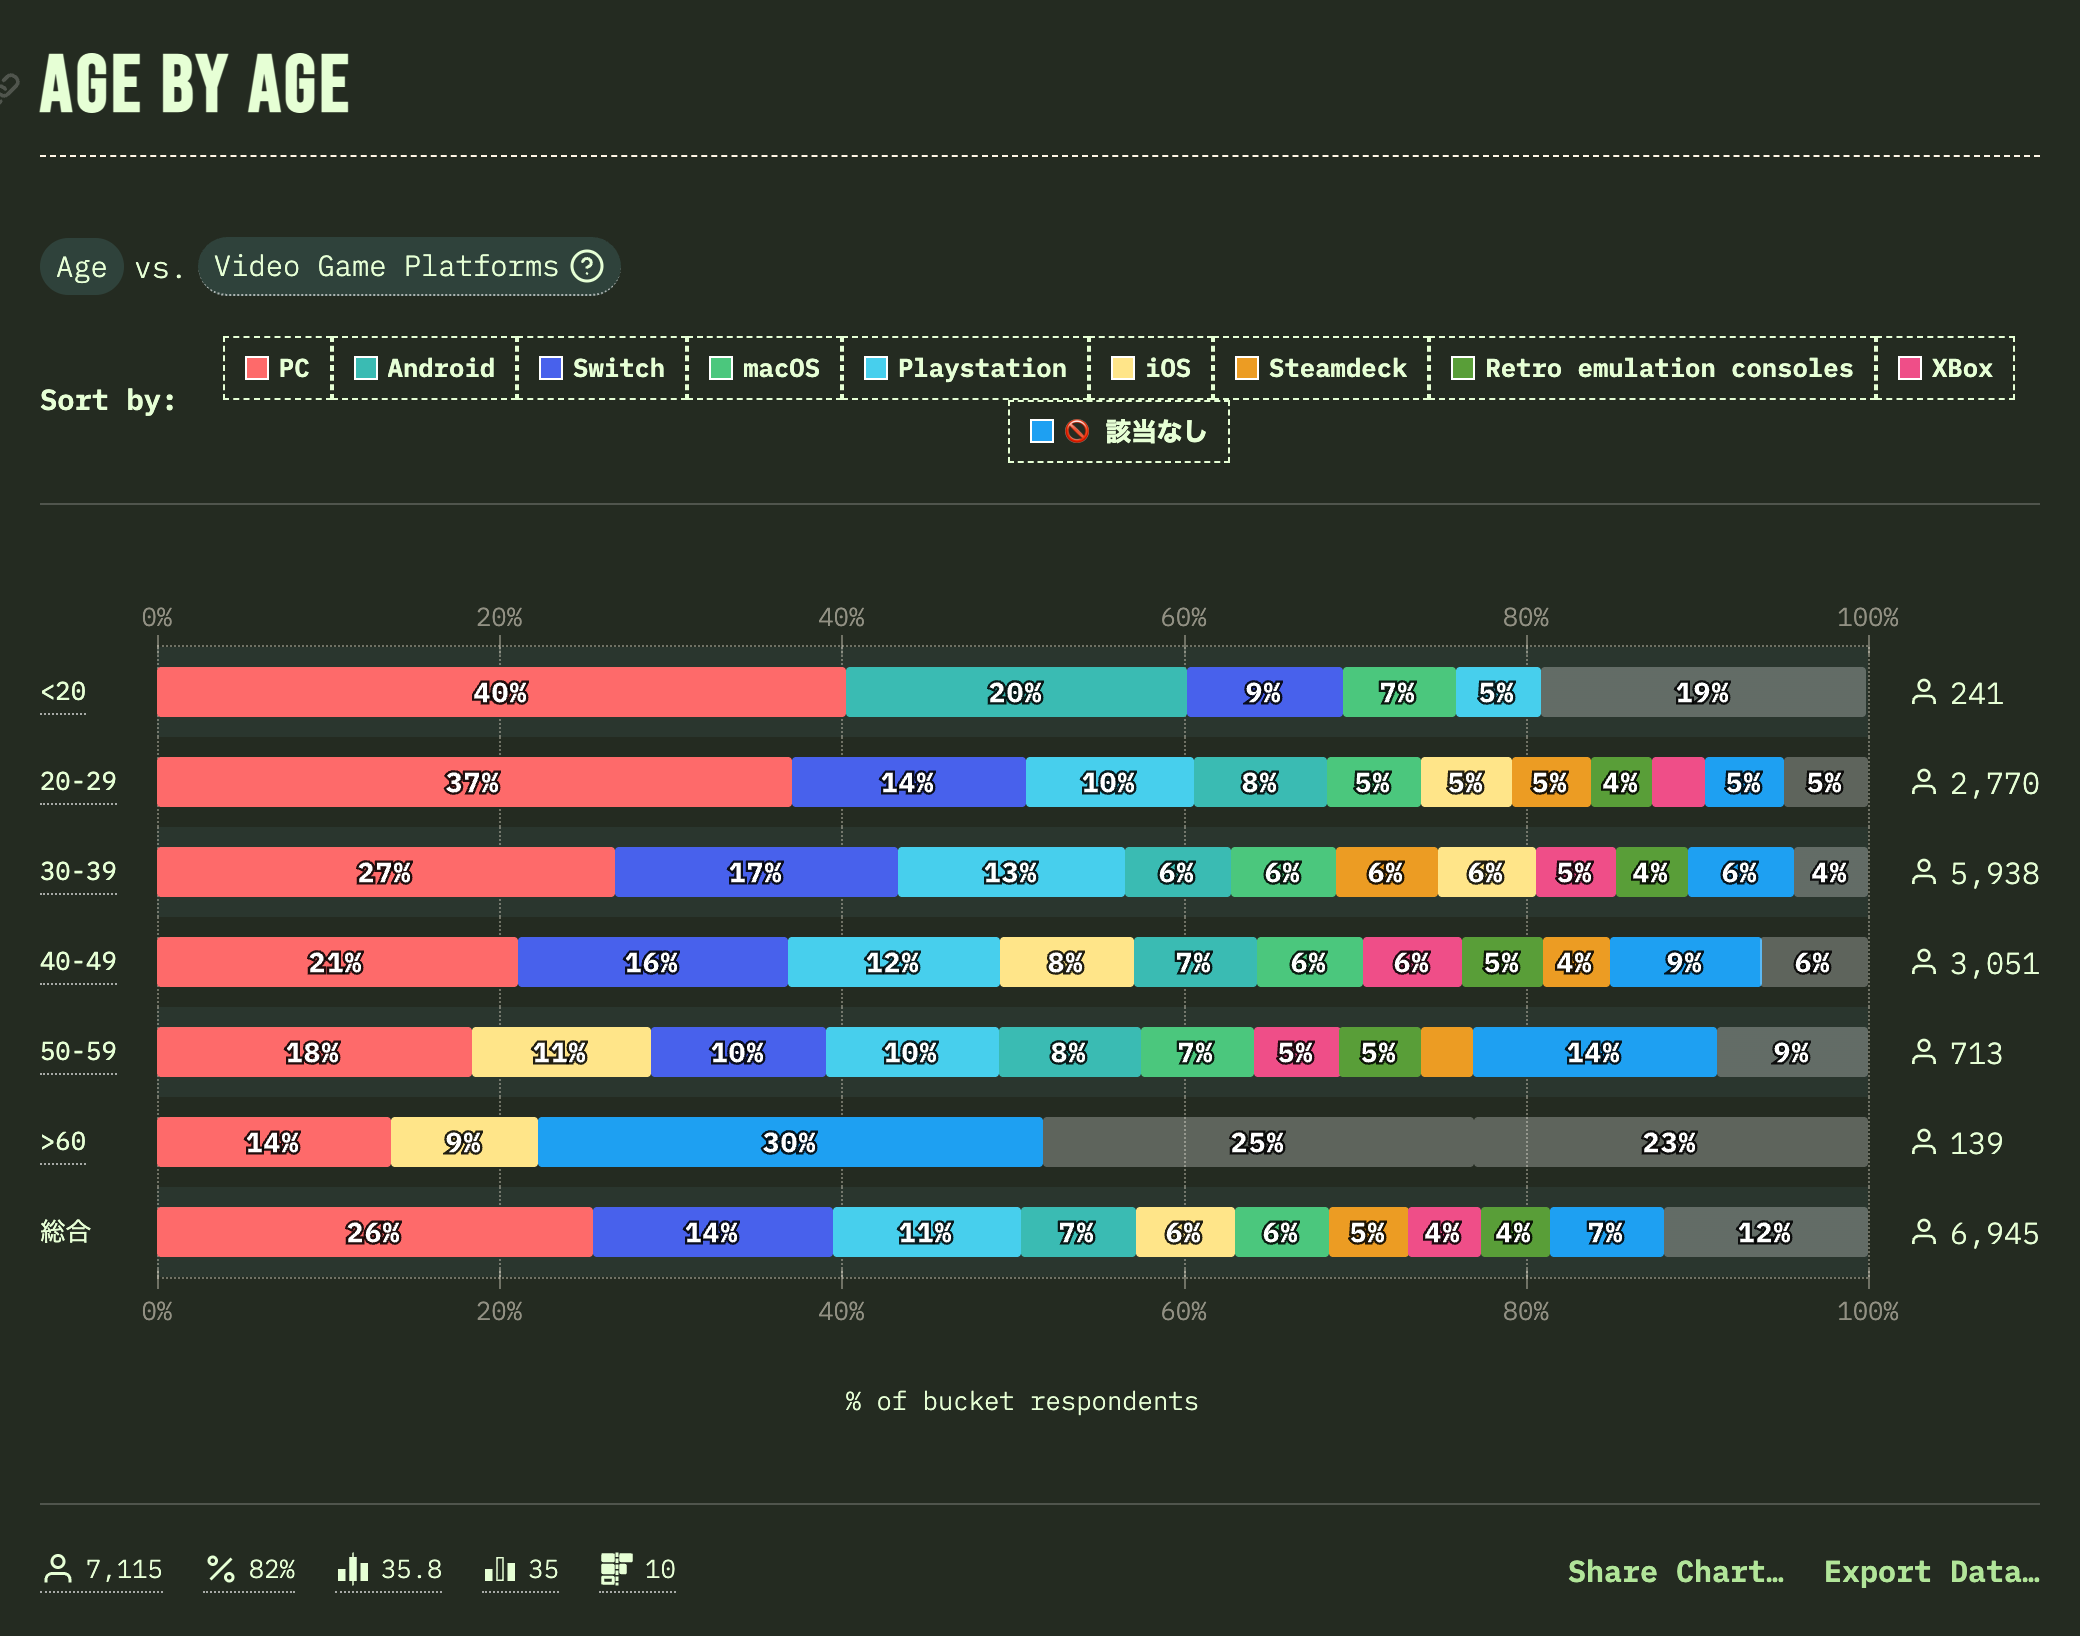 AGE BY AGE
Age vs. Video Game Platforms ?
PC Android Switch macOS Playstation iOS Steamdeck Retro emulation consoles XBox
Sort by:
🚫 該当なし
0% 20% 40% 60% 80% 100%
<20 40% 20% 9% 7% 5% 19% 241
20-29 37% 14% 10% 8% 5% 5% 5% 4% 5% 5% 2,770
30-39 27% 17% 13% 6% 6% 6% 6% 5% 4% 6% 4% 5,938
40-49 21% 16% 12% 8% 7% 6% 6% 5% 4% 9% 6% 3,051
50-59 18% 11% 10% 10% 8% 7% 5% 5% 14% 9% 713
>60 14% 9% 30% 25% 23% 139
総合 26% 14% 11% 7% 6% 6% 5% 4% 4% 7% 12% 6,945
0% 20% 40% 60% 80% 100%
% of bucket respondents
7,115 % 82% 35.8 35 10 Share Chart… Export Data…